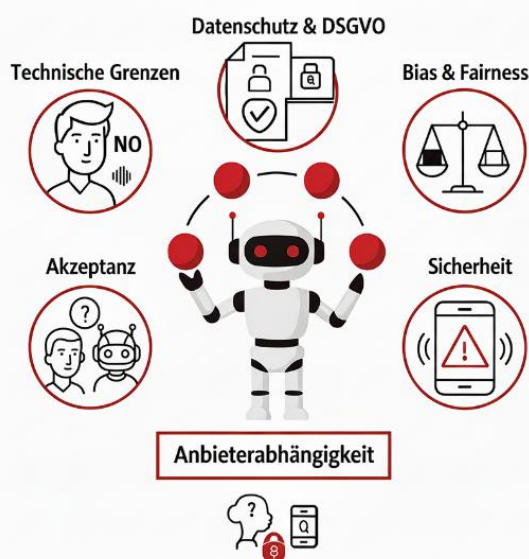 Datenschutz & DSGVO
Technische Grenzen
Bias & Fairness
NO
Akzeptanz
Sicherheit
?
Anbieterabhängigkeit
?